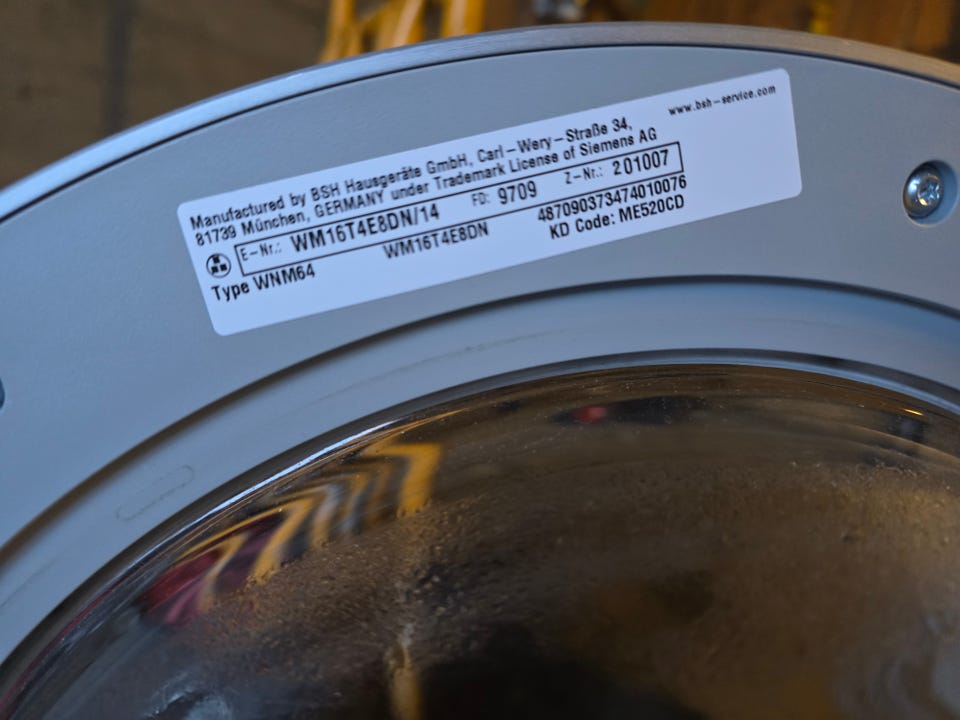 www.bsh-service.com
Manufactured by BSH Hausgeräte GmbH, Carl-Wery-Straße 34,
81739 München, GERMANY under Trademark License of Siemens AG
E-Nr.: WM16T4E8DN/14 FD: 9709 Z-Nr.: 201007
Type WNM64 WM16T4E8DN 487090373474010076
KD Code: ME520CD